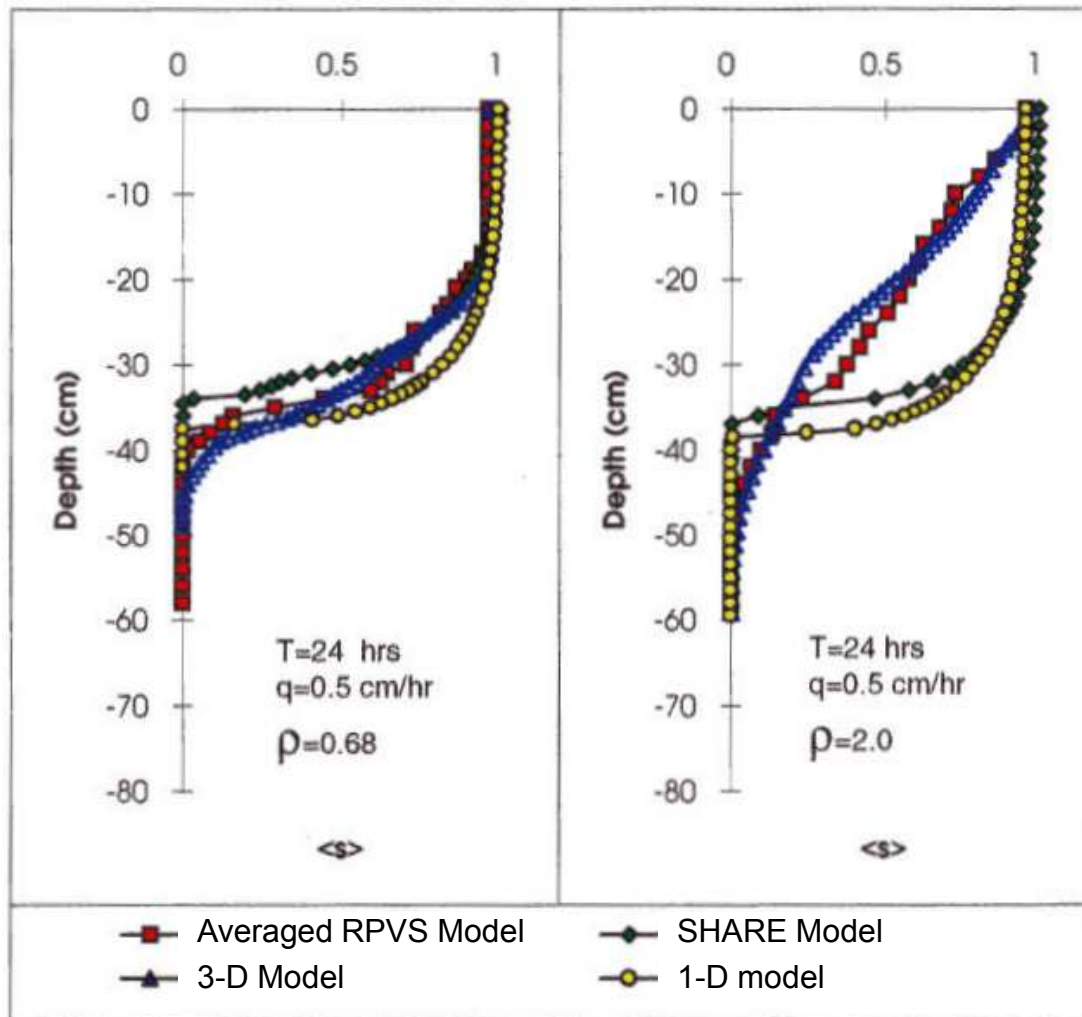 0 0.5 1
0
-10
-20
-30
-40
-50
-60
-70
-80
Depth (cm)
T=24 hrs
q=0.5 cm/hr
ρ=0.68
<s>
0 0.5 1
0
-10
-20
-30
-40
-50
-60
-70
-80
Depth (cm)
T=24 hrs
q=0.5 cm/hr
ρ=2.0
<s>
Averaged RPVS Model
SHARE Model
3-D Model
1-D model